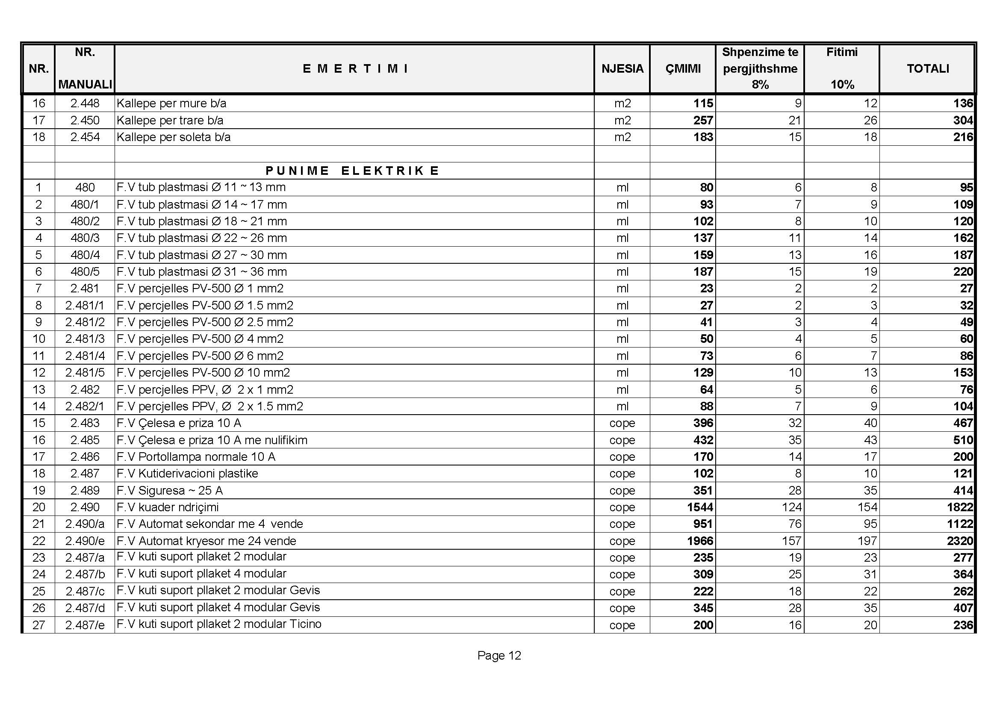 NR. NR. MANUALI E M E R T I M I NJESIA ÇMIMI Shpenzime te pergjithshme 8% Fitimi 10% TOTALI
16 2.448 Kallepe per mure b/a m2 115 9 12 136
17 2.450 Kallepe per trare b/a m2 257 21 26 304
18 2.454 Kallepe per soleta b/a m2 183 15 18 216
P U N I M E E L E K T R I K E
1 480 F.V tub plastmasi Ø 11 ~ 13 mm ml 80 6 8 95
2 480/1 F.V tub plastmasi Ø 14 ~ 17 mm ml 93 7 9 109
3 480/2 F.V tub plastmasi Ø 18 ~ 21 mm ml 102 8 10 120
4 480/3 F.V tub plastmasi Ø 22 ~ 26 mm ml 137 11 14 162
5 480/4 F.V tub plastmasi Ø 27 ~ 30 mm ml 159 13 16 187
6 480/5 F.V tub plastmasi Ø 31 ~ 36 mm ml 187 15 19 220
7 2.481 F.V percjelles PV-500 Ø 1 mm2 ml 23 2 2 27
8 2.481/1 F.V percjelles PV-500 Ø 1.5 mm2 ml 27 2 3 32
9 2.481/2 F.V percjelles PV-500 Ø 2.5 mm2 ml 41 3 4 49
10 2.481/3 F.V percjelles PV-500 Ø 4 mm2 ml 50 4 5 60
11 2.481/4 F.V percjelles PV-500 Ø 6 mm2 ml 73 6 7 86
12 2.481/5 F.V percjelles PV-500 Ø 10 mm2 ml 129 10 13 153
13 2.482 F.V percjelles PPV, Ø 2 x 1 mm2 ml 64 5 6 76
14 2.482/1 F.V percjelles PPV, Ø 2 x 1.5 mm2 ml 88 7 9 104
15 2.483 F.V Çelesa e priza 10 A cope 396 32 40 467
16 2.485 F.V Çelesa e priza 10 A me nulifikim cope 432 35 43 510
17 2.486 F.V Portollampa normale 10 A cope 170 14 17 200
18 2.487 F.V Kutiderivacioni plastike cope 102 8 10 121
19 2.489 F.V Siguresa ~ 25 A cope 351 28 35 414
20 2.490 F.V kuader ndriçimi cope 1544 124 154 1822
21 2.490/a F.V Automat sekondar me 4 vende cope 951 76 95 1122
22 2.490/e F.V Automat kryesor me 24 vende cope 1966 157 197 2320
23 2.487/a F.V kuti suport pllaket 2 modular cope 235 19 23 277
24 2.487/b F.V kuti suport pllaket 4 modular cope 309 25 31 364
25 2.487/c F.V kuti suport pllaket 2 modular Gevis cope 222 18 22 262
26 2.487/d F.V kuti suport pllaket 4 modular Gevis cope 345 28 35 407
27 2.487/e F.V kuti suport pllaket 2 modular Ticino cope 200 16 20 236
Page 12